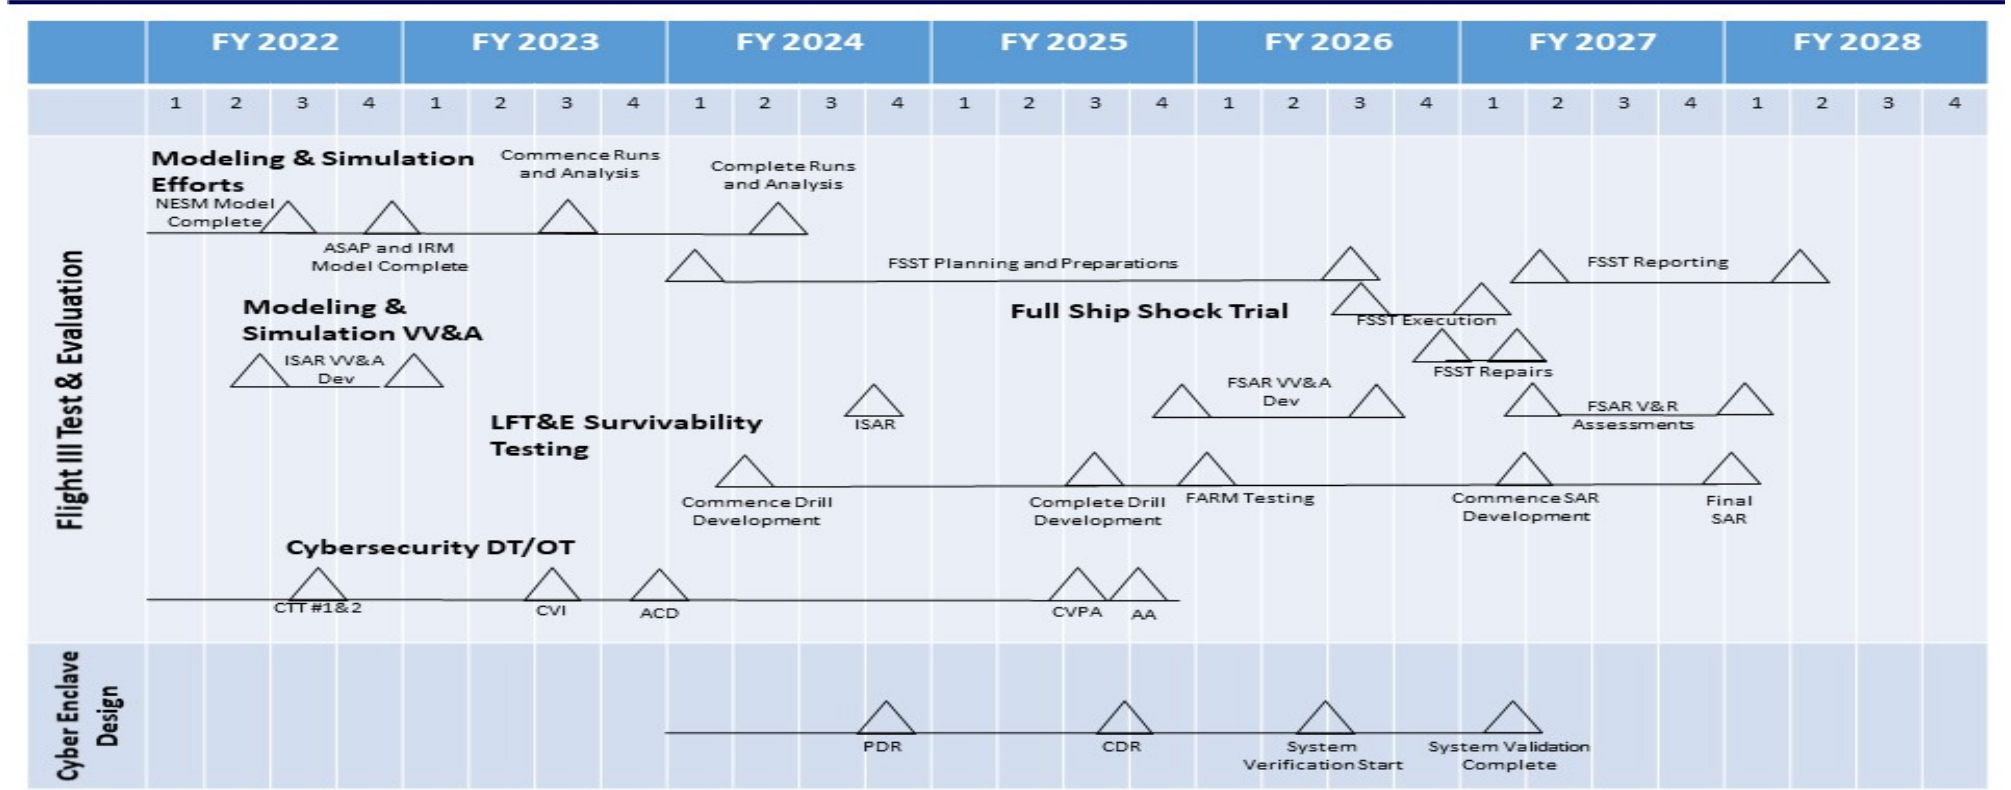 FY 2022 FY 2023 FY 2024 FY 2025 FY 2026 FY 2027 FY 2028
1 2 3 4 1 2 3 4 1 2 3 4 1 2 3 4 1 2 3 4 1 2 3 4 1 2 3 4
Flight III Test & Evaluation
Modeling & Simulation
Efforts
NESM Model
Complete
ASAP and IRM
Model Complete
Commence Runs
and Analysis
Complete Runs
and Analysis
FSST Planning and Preparations
FSST Reporting
Full Ship Shock Trial
FSST Execution
FSST Repairs
Modeling &
Simulation VV&A
ISAR VV&A
Dev
ISAR
FSAR VV&A
Dev
FSAR V&R
Assessments
LFT&E Survivability
Testing
Commence Drill
Development
Complete Drill
Development
FARM Testing
Commence SAR
Development
Final
SAR
Cybersecurity DT/OT
CTT #1&2
CVI
ACD
CVPA
AA
Cyber Enclave
Design
PDR
CDR
System
Verification Start
System Validation
Complete